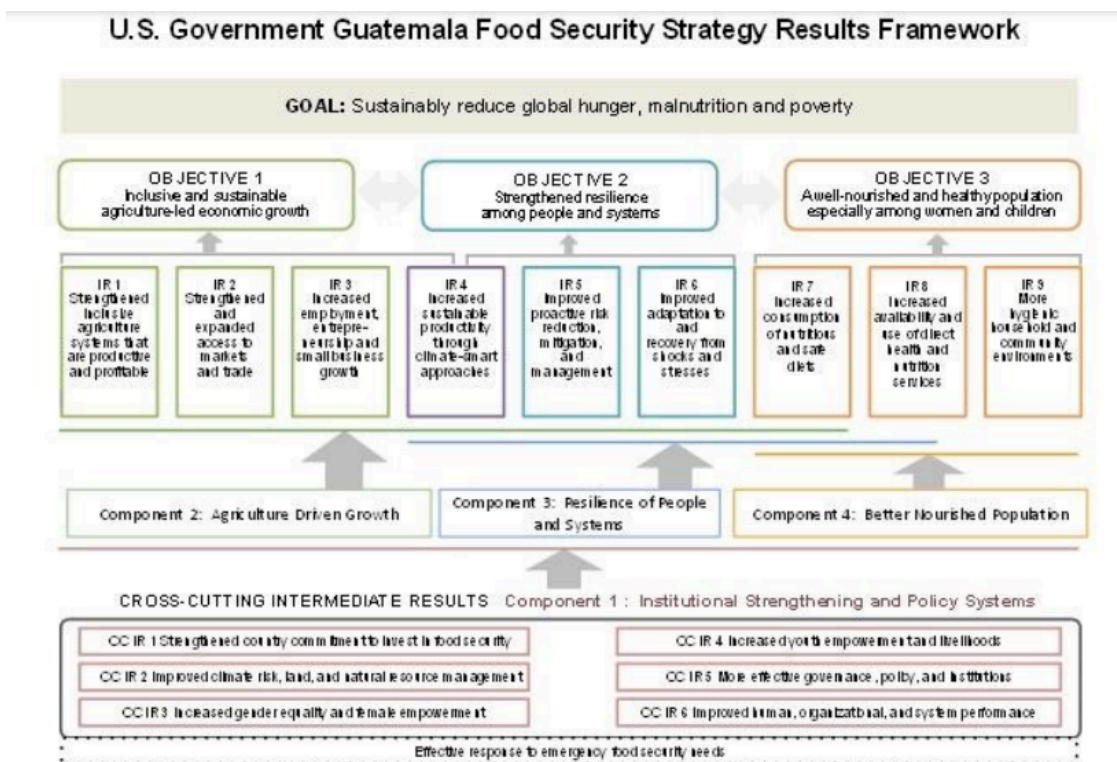 U.S. Government Guatemala Food Security Strategy Results Framework
GOAL: Sustainably reduce global hunger, malnutrition and poverty
OBJECTIVE 1
Inclusive and sustainable
agriculture-led economic growth
OBJECTIVE 2
Strengthened resilience
among people and systems
OBJECTIVE 3
A well-nourished and healthy population
especially among women and children
IR 1
Strengthened
inclusive
agriculture
systems that
are productive
and profitable
IR 2
Strengthened
and
expanded
access to
markets
and trade
IR 3
Increased
employment,
entrepre-
neurship and
small business
growth
IR 4
Increased
sustainable
productivity
through
climate-smart
approaches
IR 5
Improved
proactive risk
reduction,
mitigation,
and
management
IR 6
Improved
adaptation to
and
recovery from
shocks and
stresses
IR 7
Increased
consumption
of nutritious
and safe
diets
IR 8
Increased
availability and
use of direct
health and
nutrition-
services
IR 9
More
hygienic
household and
community
environments
Component 2: Agriculture Driven Growth
Component 3: Resilience of People
and Systems
Component 4: Better Nourished Population
CROSS-CUTTING INTERMEDIATE RESULTS Component 1 : Institutional Strengthening and Policy Systems
CC IR 1 Strengthened country commitment to invest in food security
CC IR 2 Improved climate risk, land, and natural resource management
CC IR 3 Increased gender equality and female empowerment
CC IR 4 Increased youth empowerment and livelihoods
CC IR 5 More effective governance, policy, and institutions
CC IR 6 Improved human, organizational, and system performance
Effective response to emergency food security needs